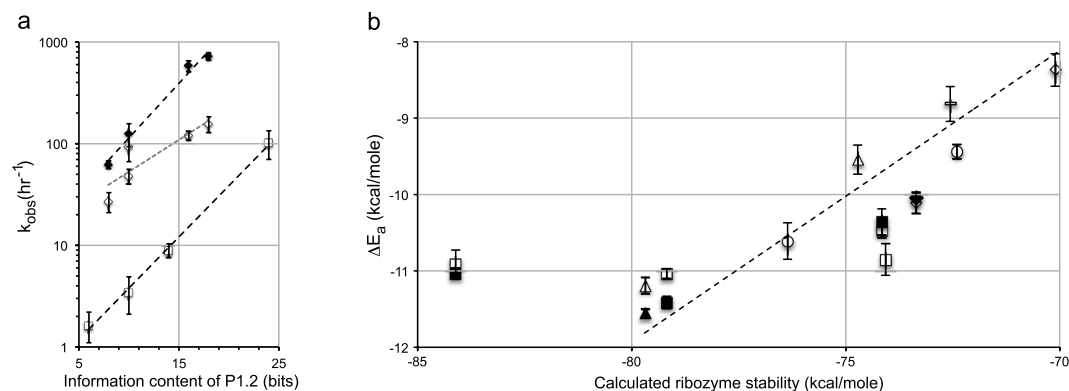 a
b
1000
100
10
1
k_obs(hr⁻¹)
5
15
25
Information content of P1.2 (bits)
-8
-9
-10
-11
-12
ΔE_a (kcal/mole)
-85
-80
-75
-70
Calculated ribozyme stability (kcal/mole)